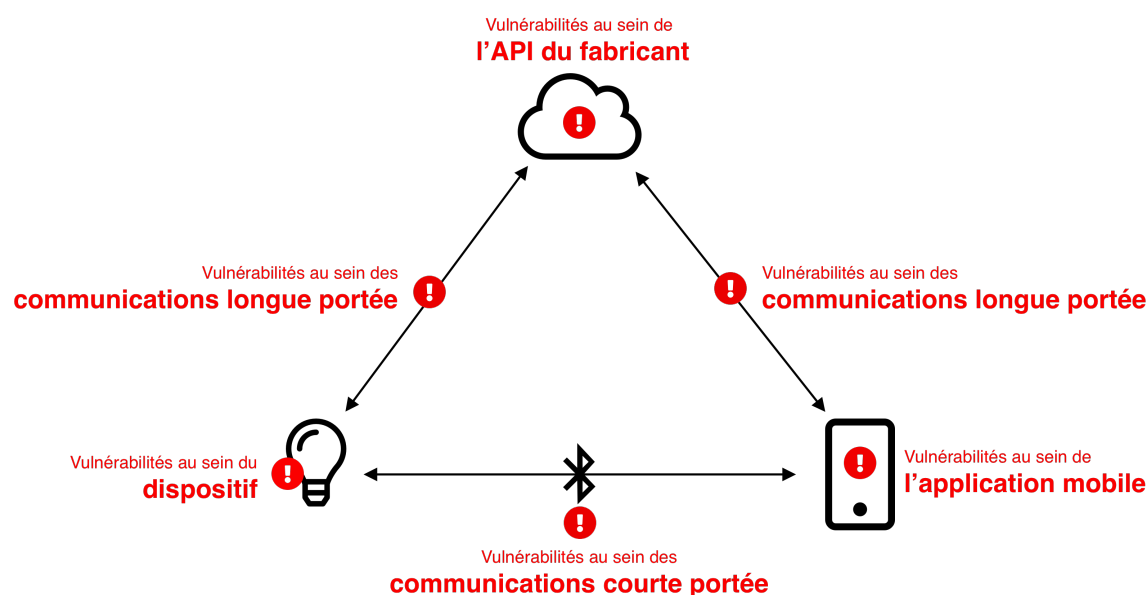 Vulnérabilités au sein de
l’API du fabricant
Vulnérabilités au sein des
communications longue portée
Vulnérabilités au sein des
communications longue portée
Vulnérabilités au sein du
dispositif
Vulnérabilités au sein de
l’application mobile
Vulnérabilités au sein des
communications courte portée